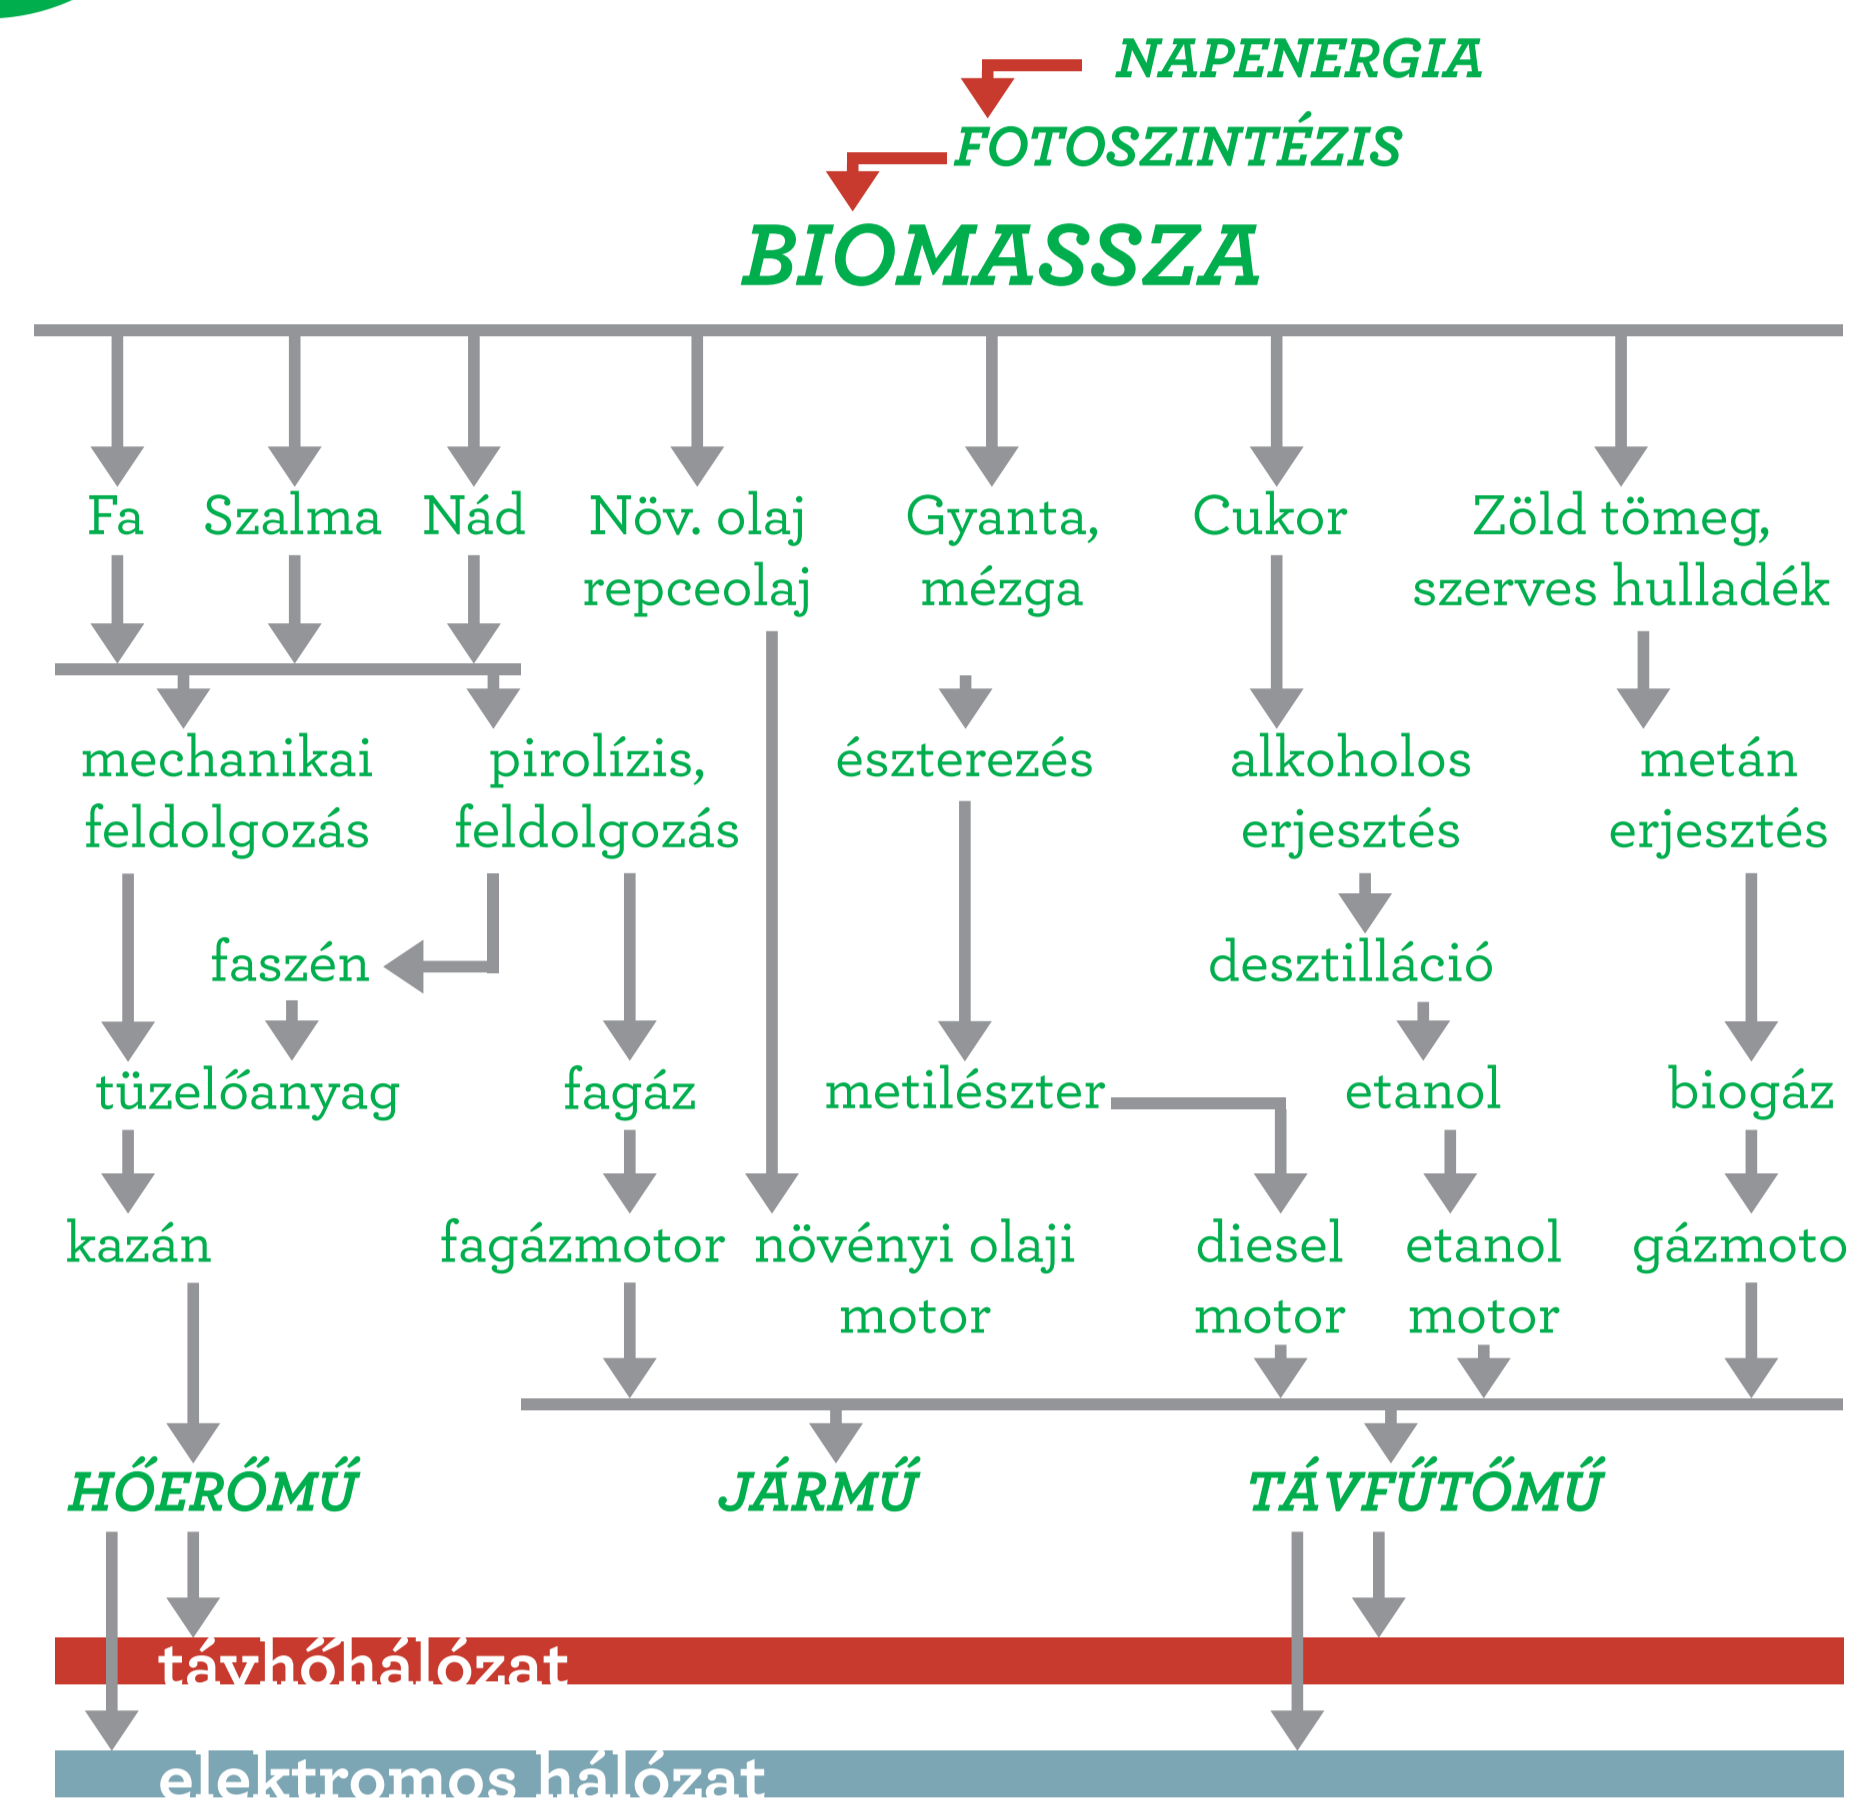 NAPENERGIA
FOTOSZINTÉZIS
BIOMASSZA
Fa Szalma Nád Növ. olaj Gyanta, Cukor Zöld tömeg,
repceolaj mézga szerves hulladék
mechanikai pirolízis, észterezés alkoholos metán
feldolgozás feldolgozás erjesztés erjesztés
faszén desztilláció
tüzelőanyag fagáz metilészter etanol biogáz
kazán fagázmotor növényi olaji diesel etanol gázmoto
motor motor motor
HŐERŐMŰ JÁRMŰ TÁVFŰTŐMŰ
távhőhálózat
elektromos hálózat